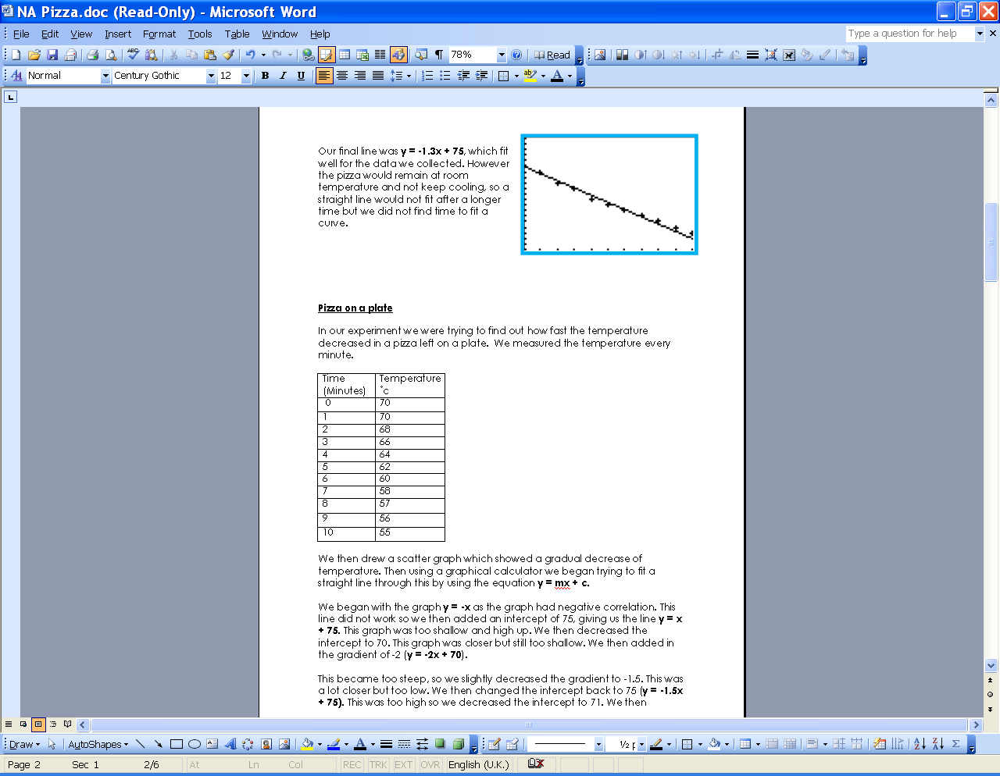 NA Pizza.doc (Read-Only) - Microsoft Word
File Edit View Insert Format Tools Table Window Help
Type a question for help
78%
Read
Normal
Century Gothic
12
B I U
Our final line was y = -1.3x + 75, which fit
well for the data we collected. However
the pizza would remain at room
temperature and not keep cooling, so a
straight line would not fit after a longer
time but we did not find time to fit a
curve.
Pizza on a plate
In our experiment we were trying to find out how fast the temperature
decreased in a pizza left on a plate. We measured the temperature every
minute.
Time Temperature
(Minutes) °c
0 70
1 70
2 68
3 66
4 64
5 62
6 60
7 58
8 57
9 56
10 55
We then drew a scatter graph which showed a gradual decrease of
temperature. Then using a graphical calculator we began trying to fit a
straight line through this by using the equation y = mx + c.
We began with the graph y = -x as the graph had negative correlation. This
line did not work so we then added an intercept of 75, giving us the line y = x
+ 75. This graph was too shallow and high up. We then decreased the
intercept to 70. This graph was closer but still too shallow. We then added in
the gradient of -2 (y = -2x + 70).
This became too steep, so we slightly decreased the gradient to -1.5. This was
a lot closer but too low. We then changed the intercept back to 75 (y = -1.5x
+ 75). This was too high so we decreased the intercept to 71. We then
Draw AutoShapes
½
Page 2 Sec 1 2/6 At Ln Col REC TRK EXT OVR English (U.K.)